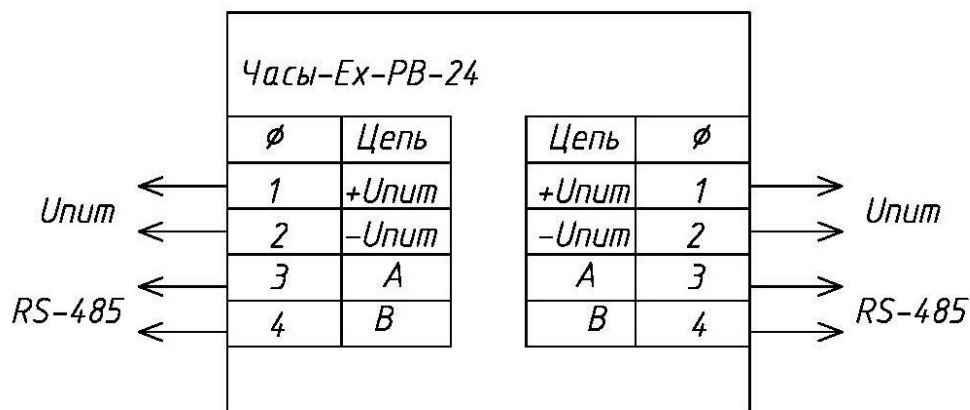 Часы-Ex-РВ-24
ø Цепь Цепь ø
1 +Uпит +Uпит 1
Uпит Uпит
2 -Uпит -Uпит 2
3 А А 3
RS-485 RS-485
4 В В 4